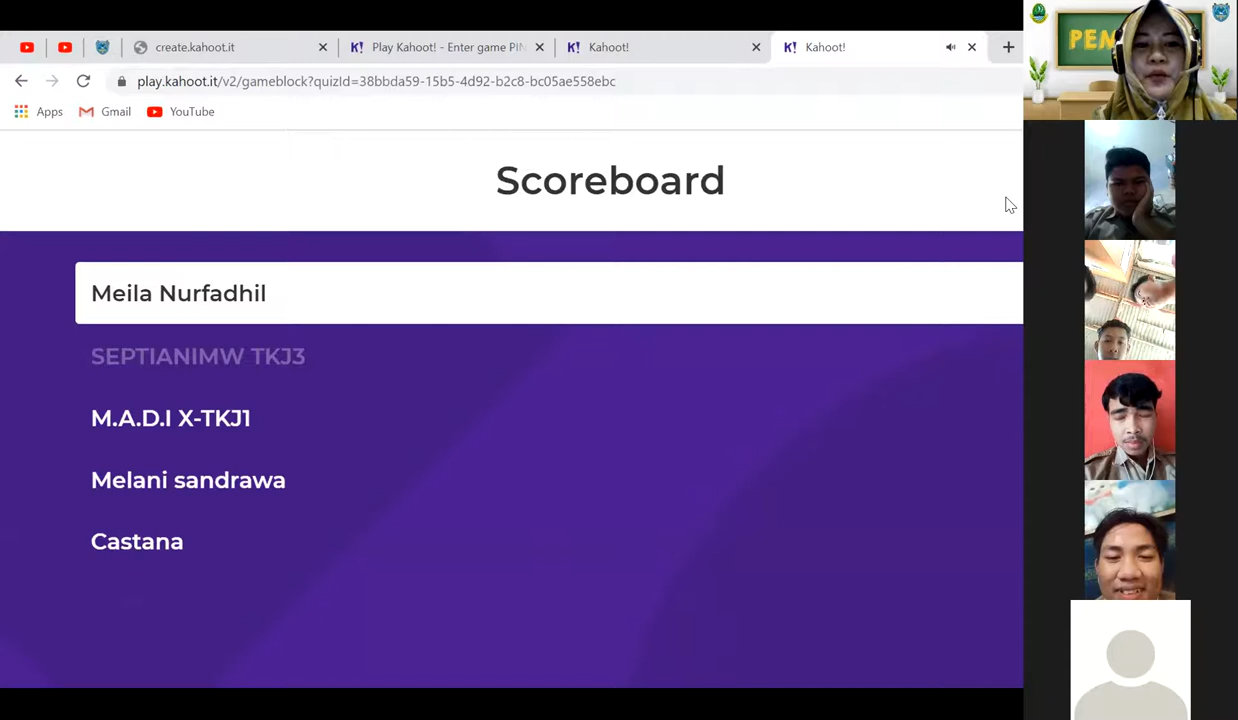 create.kahoot.it
Play Kahoot! - Enter game PIN
Kahoot!
Kahoot!
play.kahoot.it/v2/gameblock?quizId=38bbda59-15b5-4d92-b2c8-bc05ae558ebc
Apps Gmail YouTube
Scoreboard
Meila Nurfadhil
SEPTIANIMW TKJ3
M.A.D.I X-TKJ1
Melani sandrawa
Castana